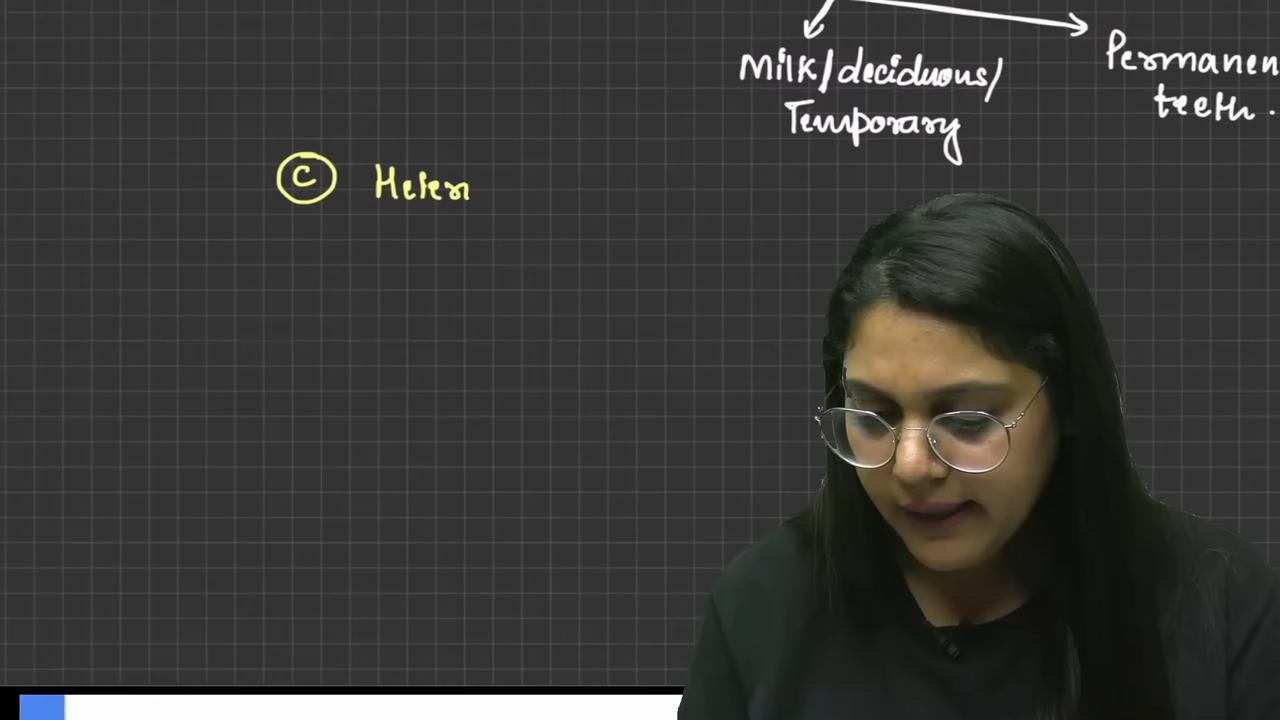 Milk/deciduous/
Temporary
Permanen
teeth.
C Heter